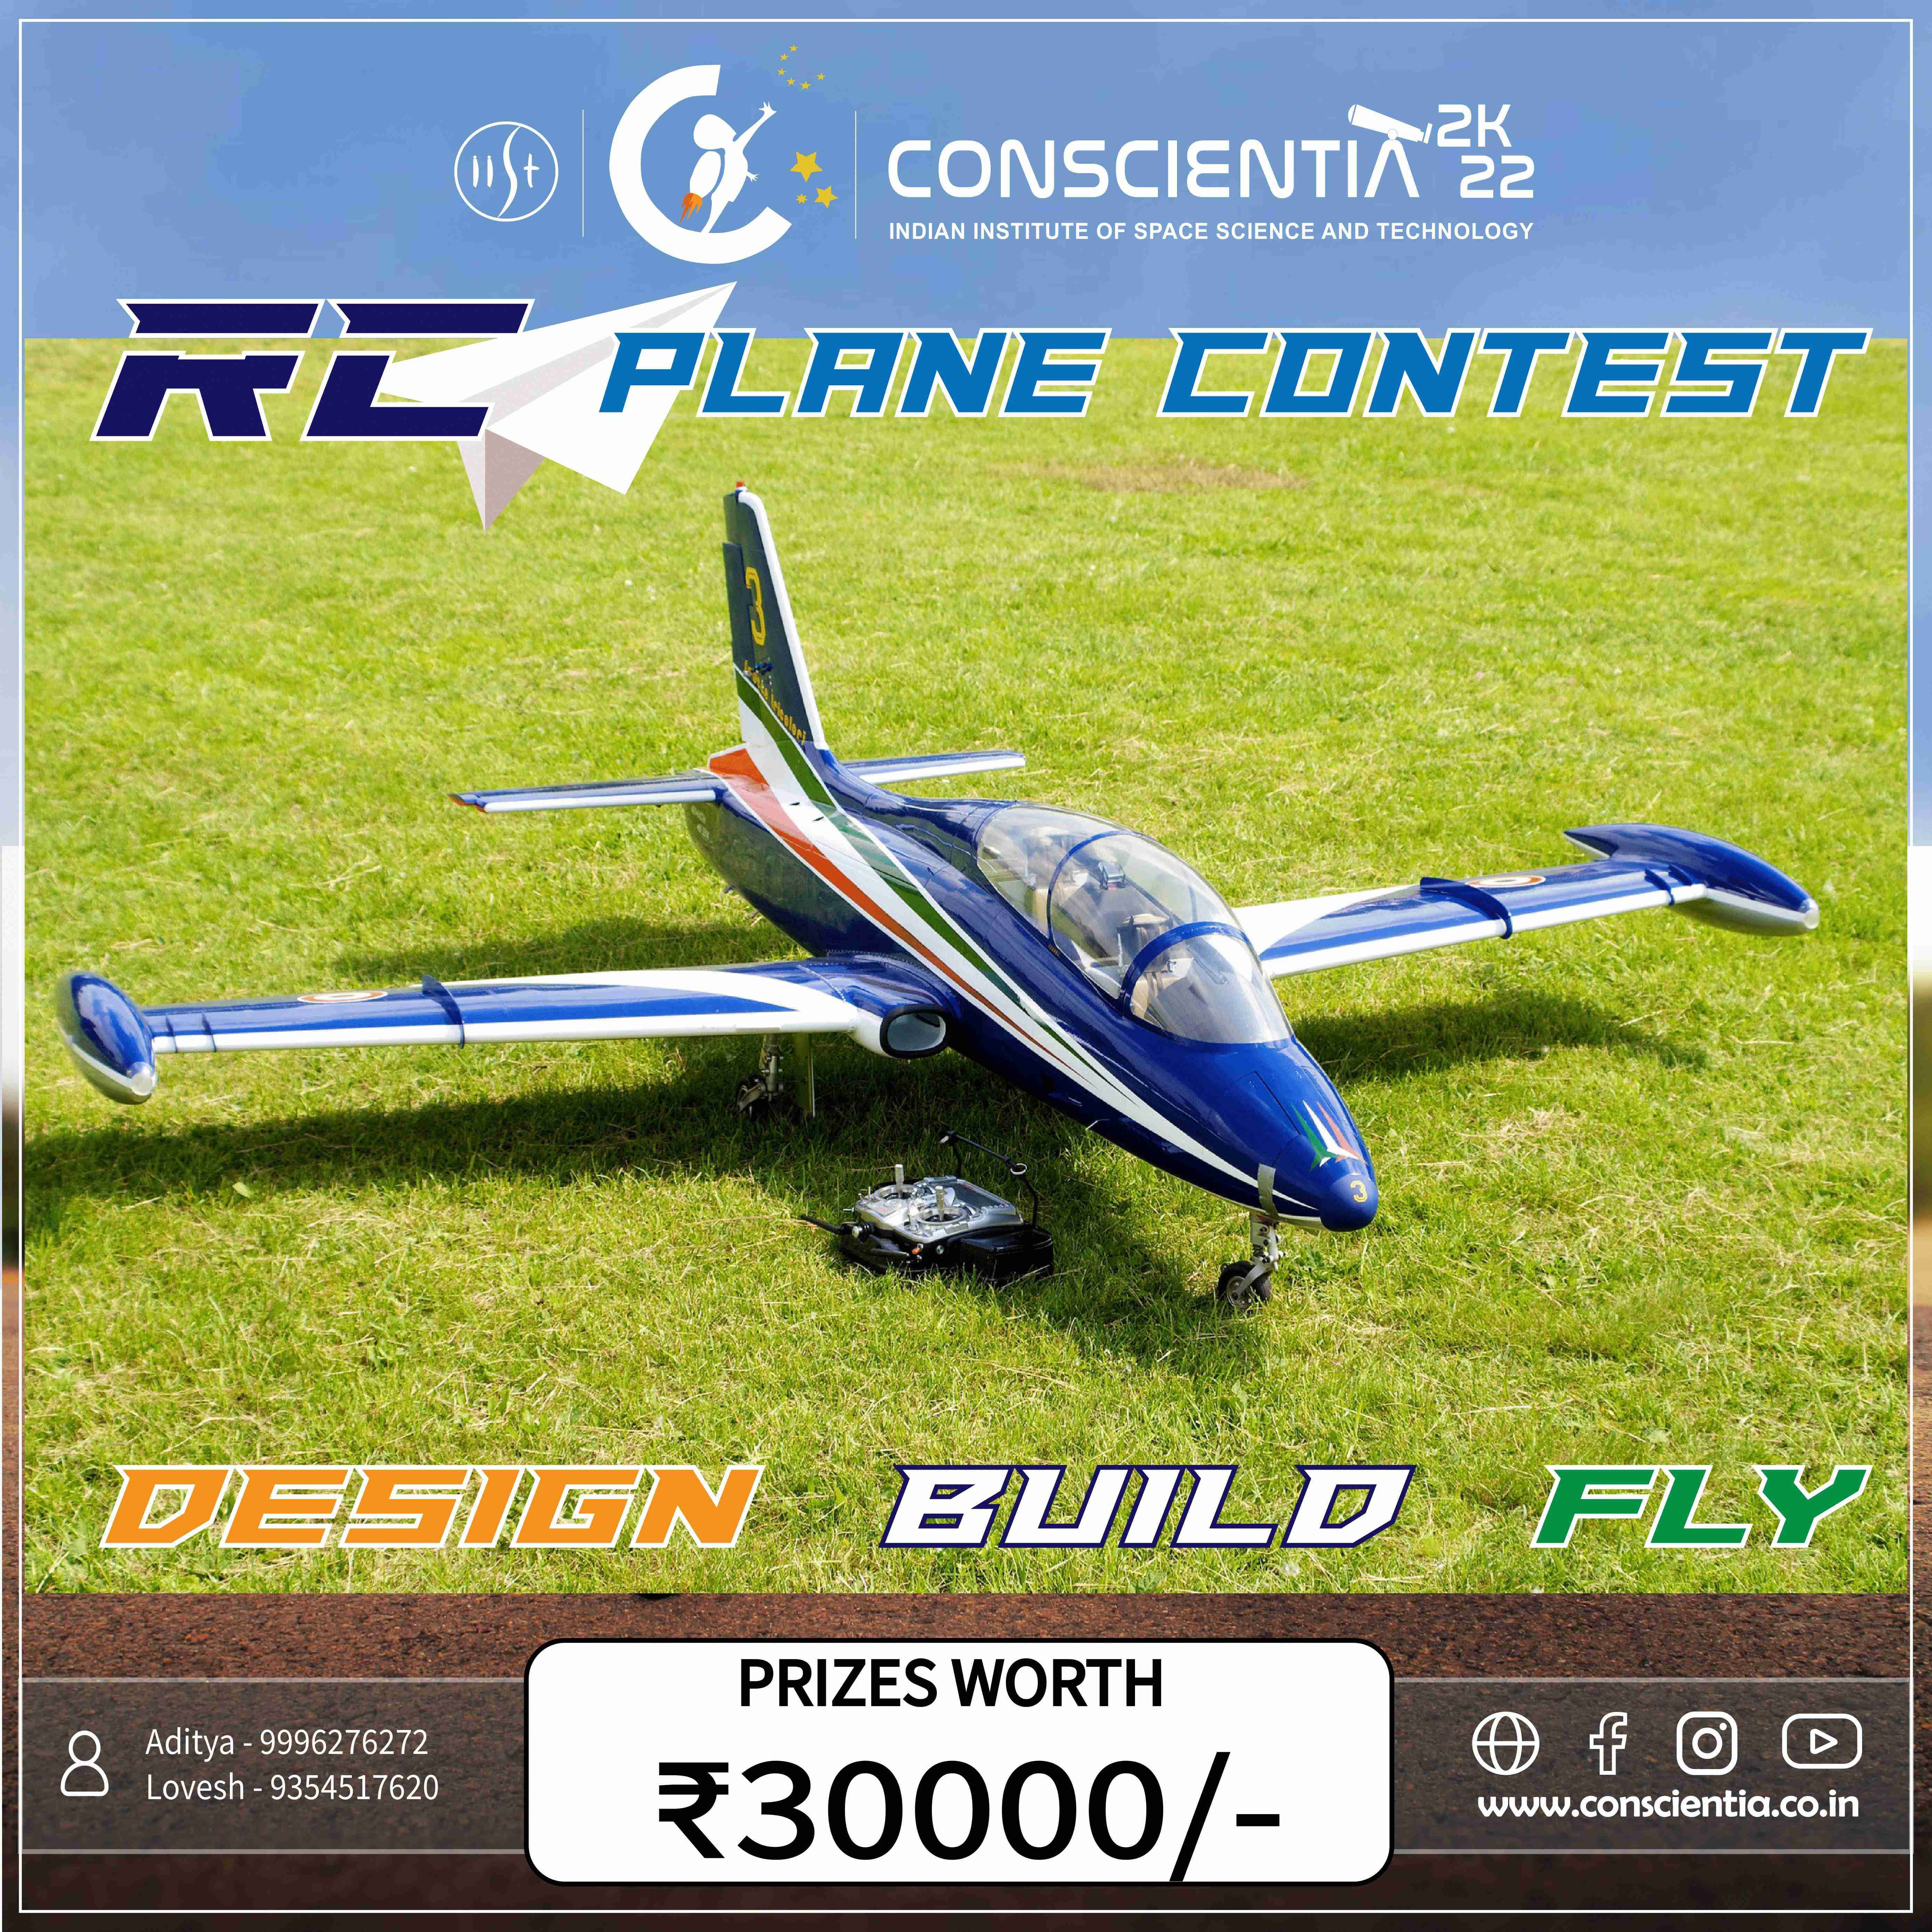 iist
CONSCIENTIA 2K22
INDIAN INSTITUTE OF SPACE SCIENCE AND TECHNOLOGY
RC PLANE CONTEST
3
3
DESIGN BUILD FLY
PRIZES WORTH
₹30000/-
Aditya - 9996276272
Lovesh - 9354517620
www.conscientia.co.in